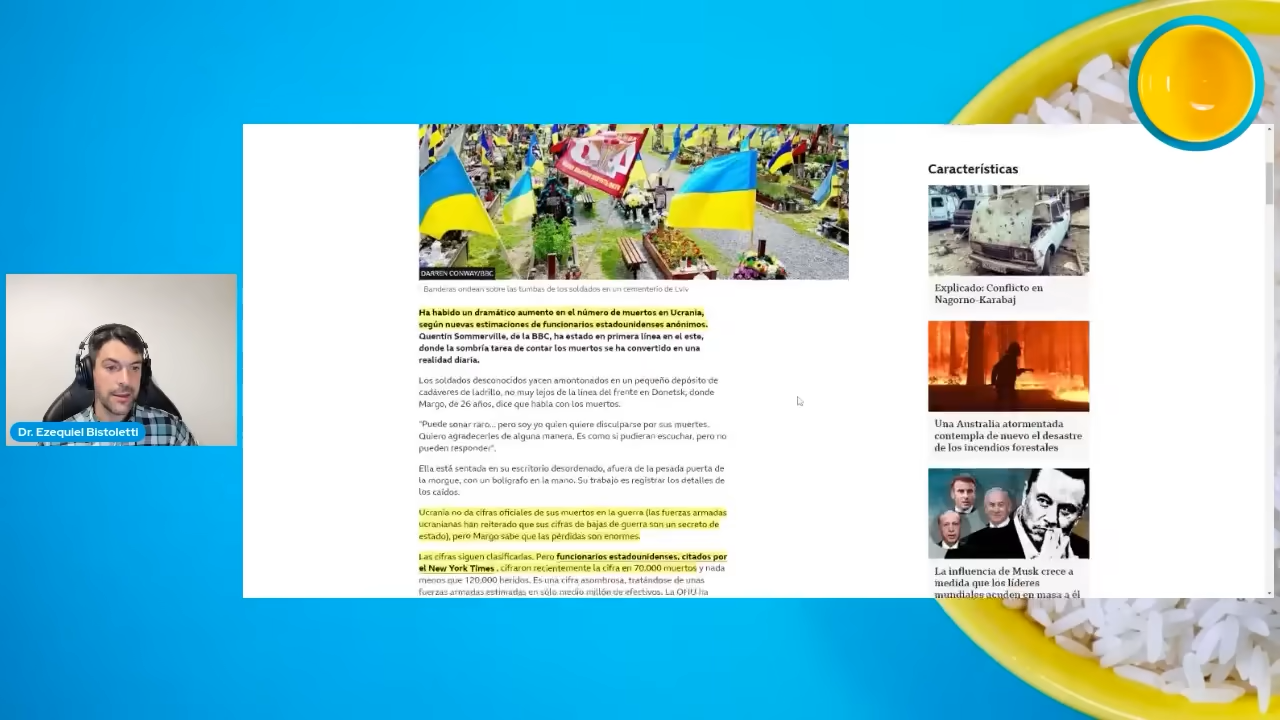 Dr. Ezequiel Bistoletti
DARREN CONWAY/BBC
Banderas ondean sobre las tumbas de los soldados en un cementerio de Lviv
Ha habido un dramático aumento en el número de muertos en Ucrania,
según nuevas estimaciones de funcionarios estadounidenses anónimos.
Quentin Sommerville, de la BBC, ha estado en primera línea en el este,
donde la sombría tarea de contar los muertos se ha convertido en una
realidad diaria.
Los soldados desconocidos yacen amontonados en un pequeño depósito de
cadáveres de ladrillo, no muy lejos de la línea del frente en Donetsk, donde
Margo, de 26 años, dice que habla con los muertos.
"Puede sonar raro... pero soy yo quien quiere disculparse por sus muertes.
Quiero agradecerles de alguna manera. Es como si pudieran escuchar, pero no
pueden responder".
Ella está sentada en su escritorio desordenado, afuera de la pesada puerta de
la morgue, con un bolígrafo en la mano. Su trabajo es registrar los detalles de
los caídos.
Ucrania no da cifras oficiales de sus muertos en la guerra (las fuerzas armadas
ucranianas han reiterado que sus cifras de bajas de guerra son un secreto de
estado), pero Margo sabe que las pérdidas son enormes.
Las cifras siguen clasificadas. Pero funcionarios estadounidenses, citados por
el New York Times , cifraron recientemente la cifra en 70.000 muertos y nada
menos que 120.000 heridos. Es una cifra asombrosa, tratándose de unas
fuerzas armadas estimadas en sólo medio millón de efectivos. La ONU ha
Características
Explicado: Conflicto en
Nagorno-Karabaj
Una Australia atormentada
contempla de nuevo el desastre
de los incendios forestales
La influencia de Musk crece a
medida que los líderes
mundiales acuden en masa a él